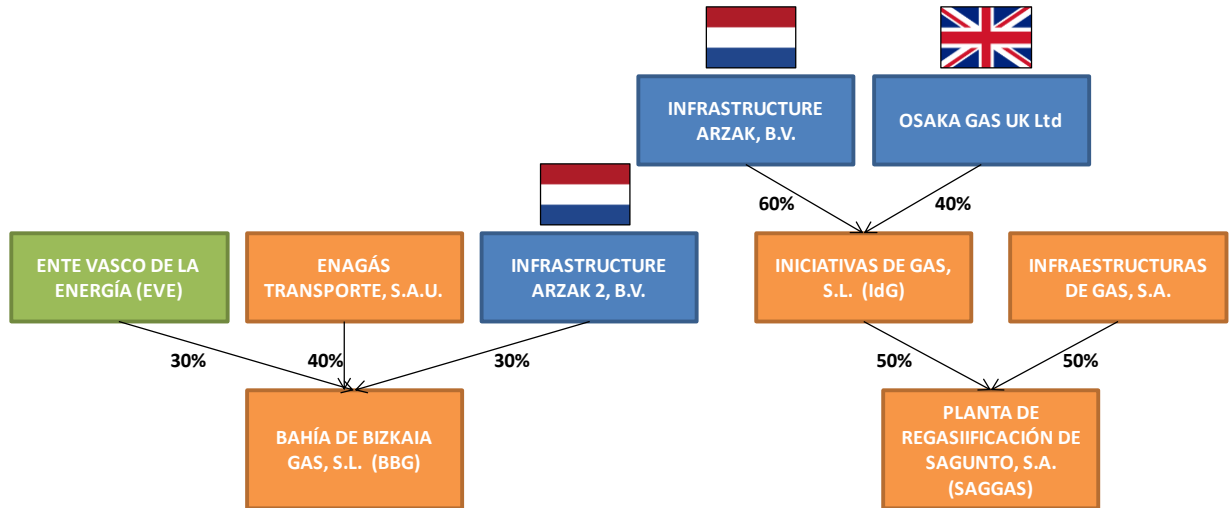 INFRASTRUCTURE
ARZAK, B.V.
OSAKA GAS UK Ltd
60%
40%
ENTE VASCO DE LA
ENERGÍA (EVE)
ENAGÁS
TRANSPORTE, S.A.U.
INFRASTRUCTURE
ARZAK 2, B.V.
INICIATIVAS DE GAS,
S.L. (IdG)
INFRAESTRUCTURAS
DE GAS, S.A.
30%
40%
30%
50%
50%
BAHÍA DE BIZKAIA
GAS, S.L. (BBG)
PLANTA DE
REGASIIFICACIÓN DE
SAGUNTO, S.A.
(SAGGAS)